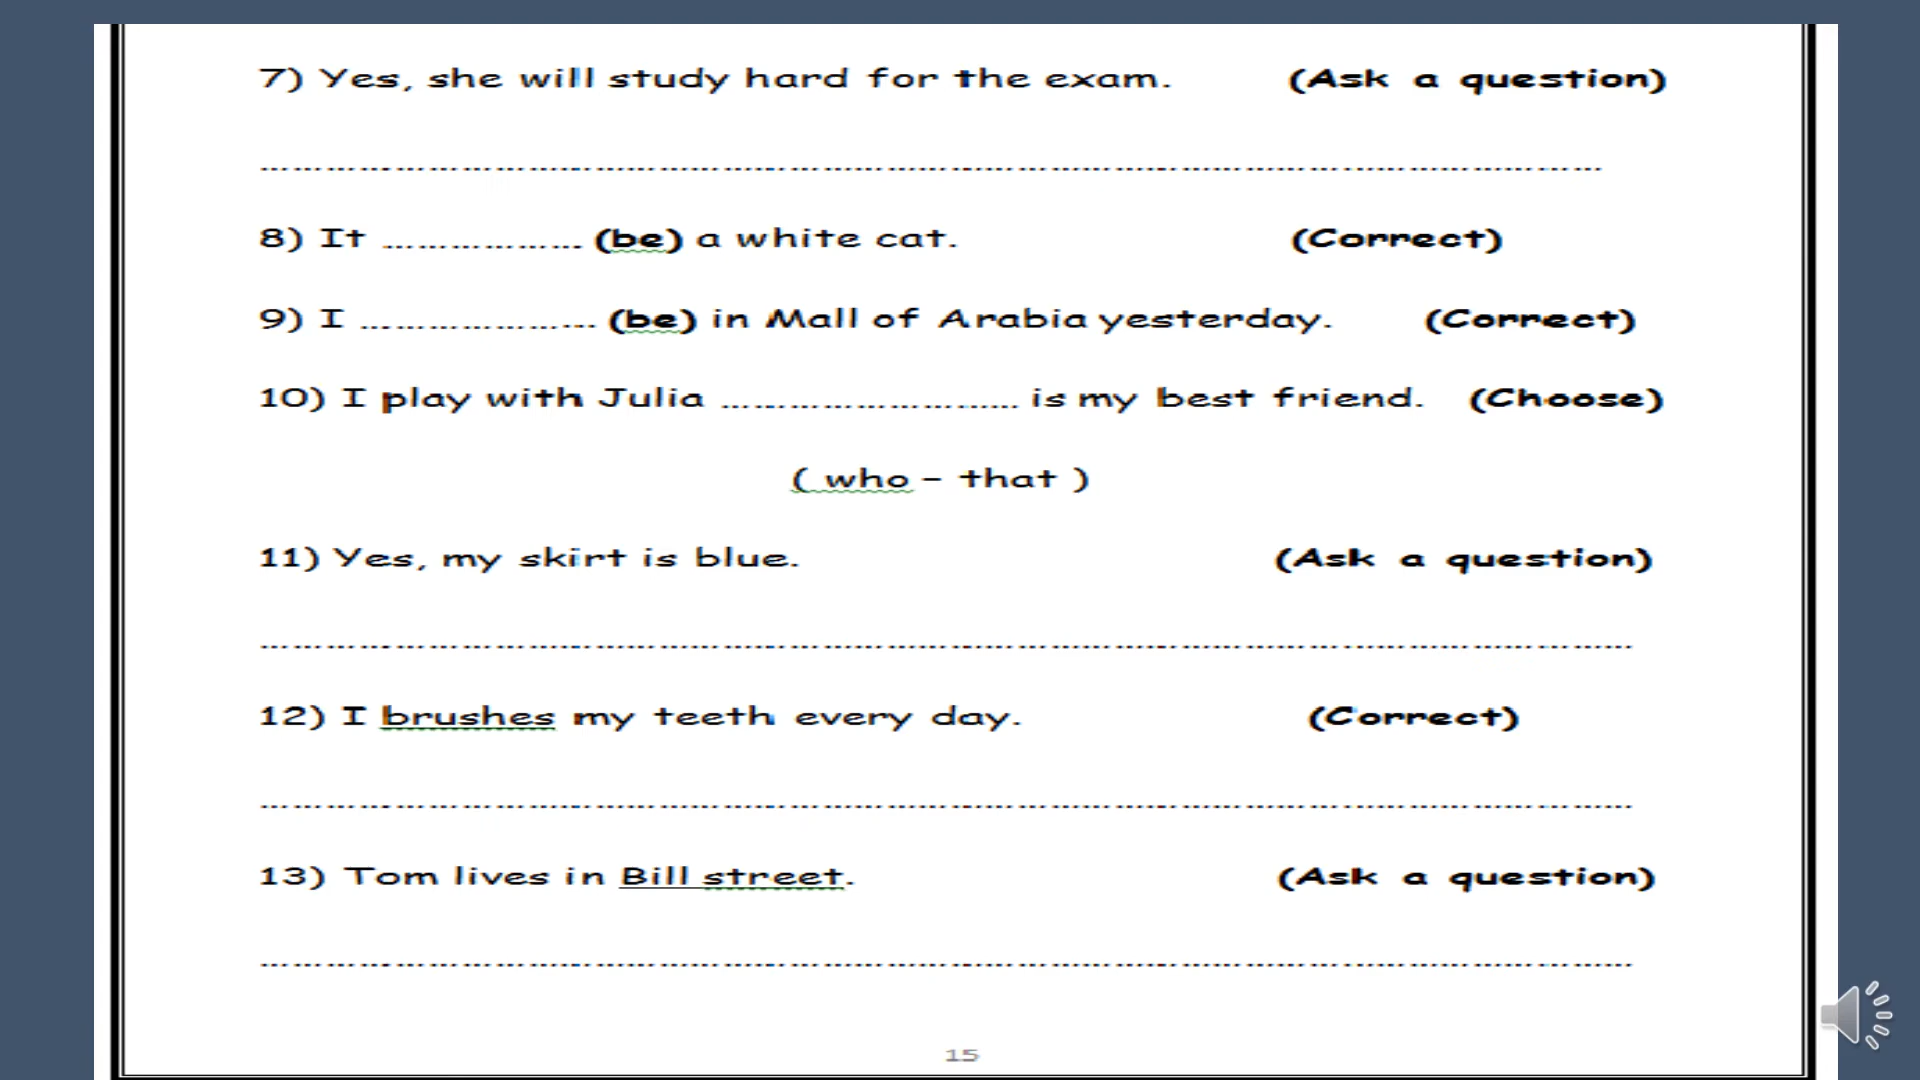 7) Yes, she will study hard for the exam. (Ask a question)
........................................................................................................................
8) It .................. (be) a white cat. (Correct)
9) I ..................... (be) in Mall of Arabia yesterday. (Correct)
10) I play with Julia ........................... is my best friend. (Choose)
( who – that )
11) Yes, my skirt is blue. (Ask a question)
........................................................................................................................
12) I brushes my teeth every day. (Correct)
........................................................................................................................
13) Tom lives in Bill street. (Ask a question)
........................................................................................................................
15